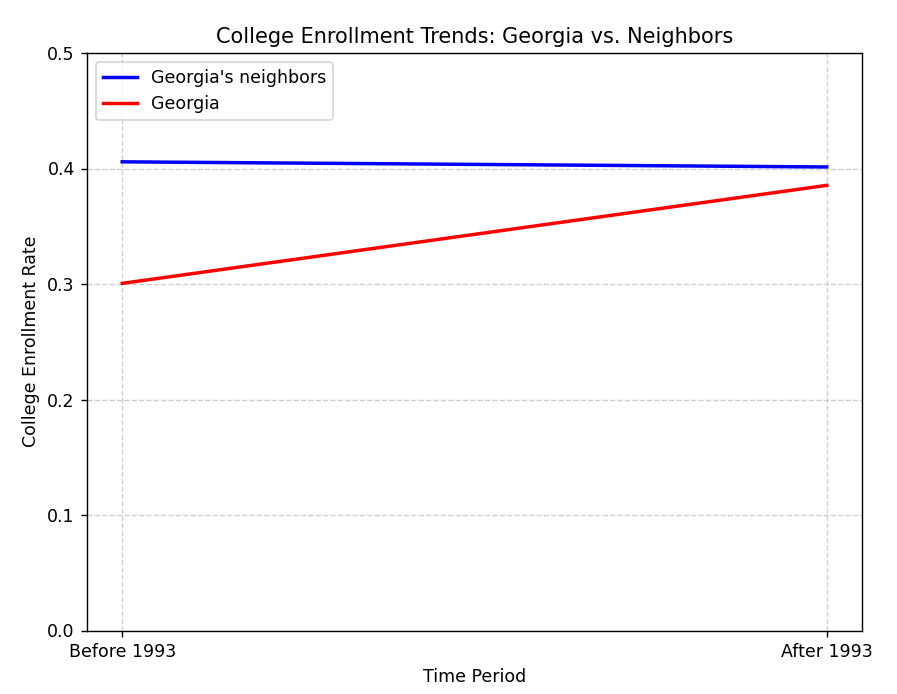 College Enrollment Trends: Georgia vs. Neighbors
Georgia's neighbors
Georgia
College Enrollment Rate
0.5
0.4
0.3
0.2
0.1
0.0
Before 1993
After 1993
Time Period